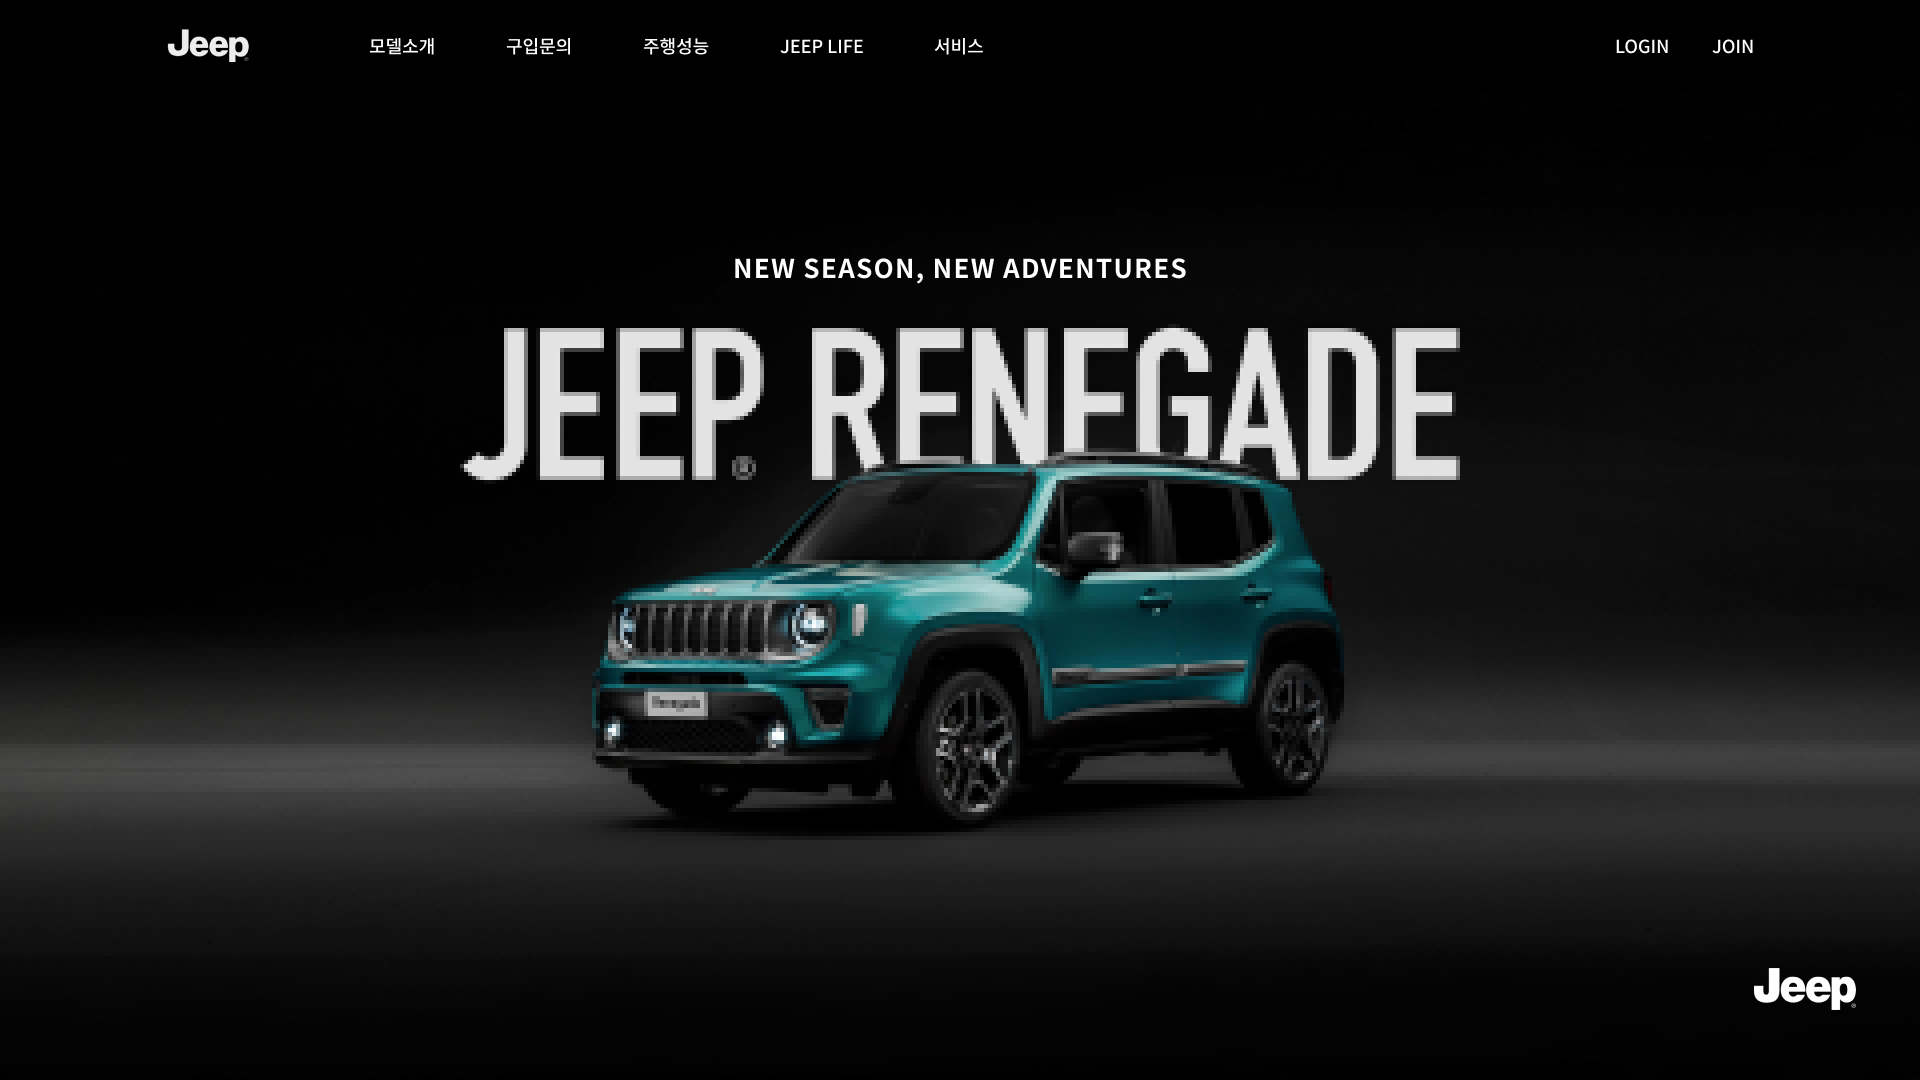 Jeep 모델소개 구입문의 주행성능 JEEP LIFE 서비스 LOGIN JOIN
NEW SEASON, NEW ADVENTURES
JEEP® RENEGADE
Renegade
Jeep